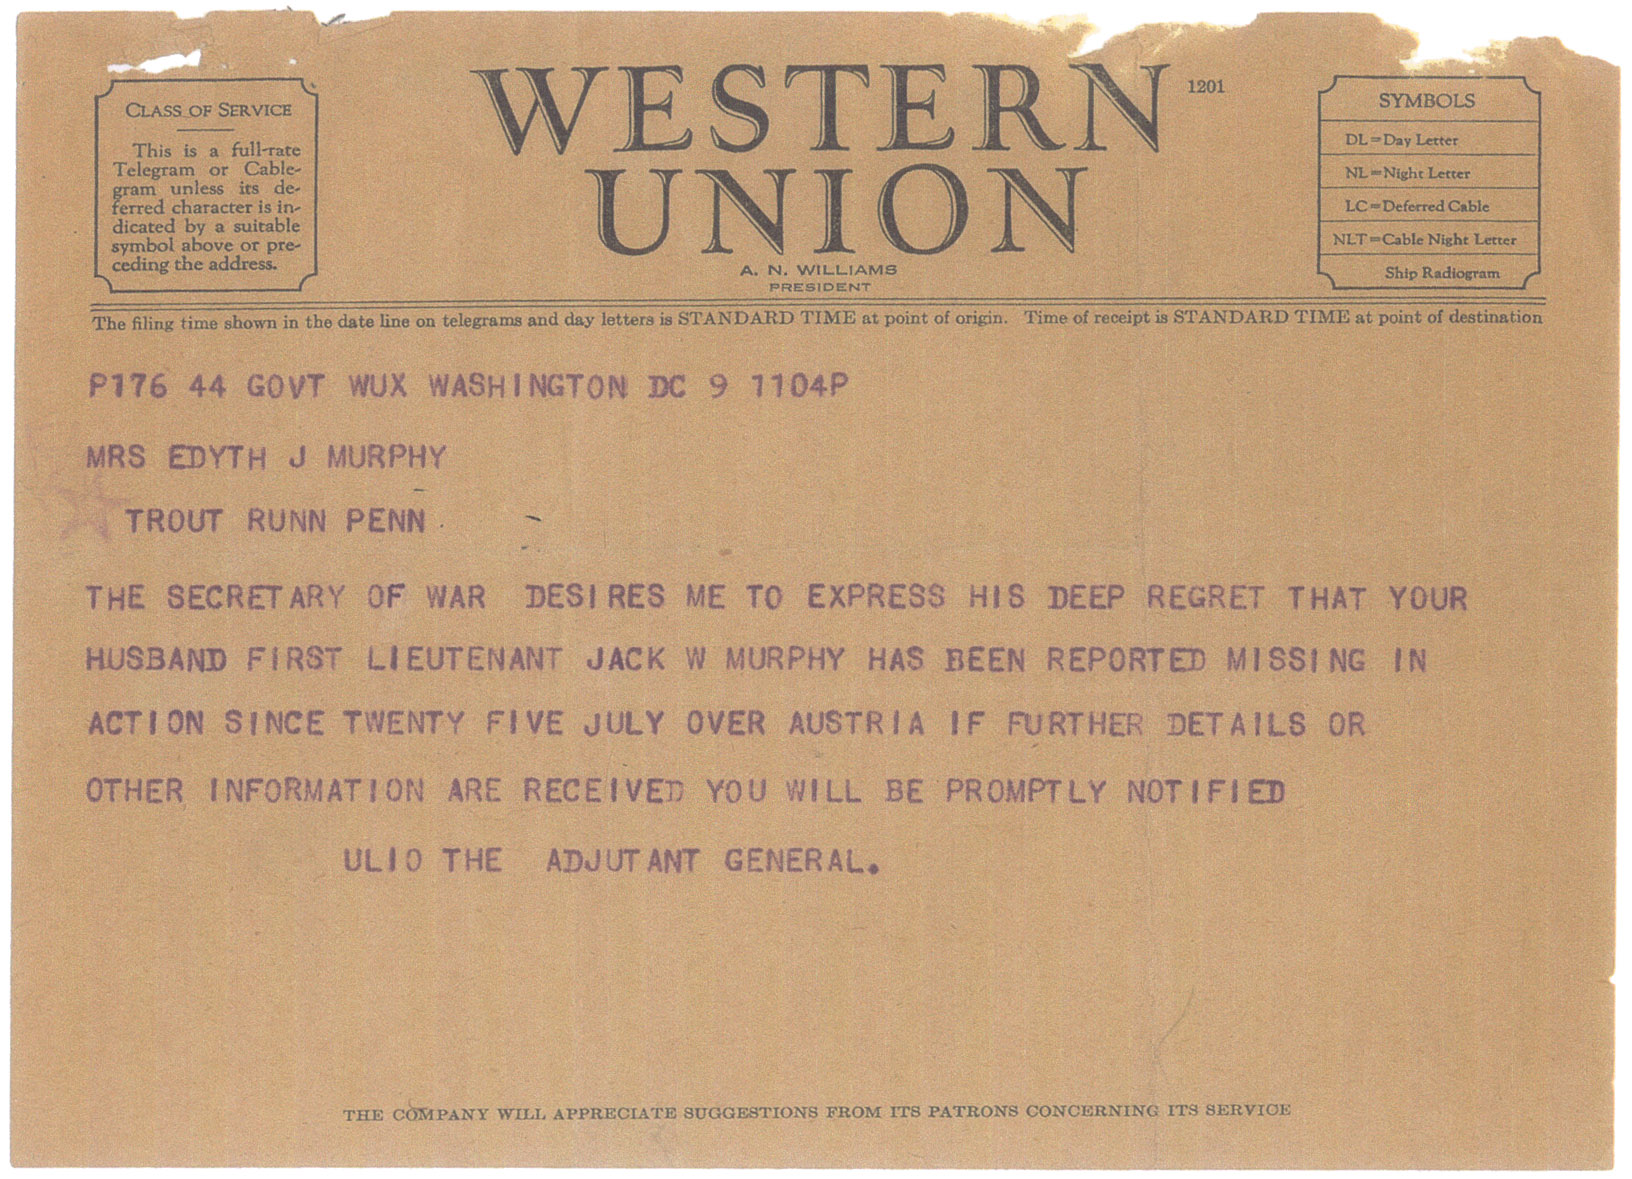 CLASS OF SERVICE
This is a full-rate
Telegram or Cable-
gram unless its de-
ferred character is in-
dicated by a suitable
symbol above or pre-
ceding the address.
WESTERN
UNION
1201
A. N. WILLIAMS
PRESIDENT
SYMBOLS
DL=Day Letter
NL=Night Letter
LC=Deferred Cable
NLT=Cable Night Letter
Ship Radiogram
The filing time shown in the date line on telegrams and day letters is STANDARD TIME at point of origin. Time of receipt is STANDARD TIME at point of destination
P176 44 GOVT WUX WASHINGTON DC 9 1104P
MRS EDYTH J MURPHY
TROUT RUNN PENN
THE SECRETARY OF WAR DESIRES ME TO EXPRESS HIS DEEP REGRET THAT YOUR
HUSBAND FIRST LIEUTENANT JACK W MURPHY HAS BEEN REPORTED MISSING IN
ACTION SINCE TWENTY FIVE JULY OVER AUSTRIA IF FURTHER DETAILS OR
OTHER INFORMATION ARE RECEIVED YOU WILL BE PROMPTLY NOTIFIED
ULIO THE ADJUTANT GENERAL.
THE COMPANY WILL APPRECIATE SUGGESTIONS FROM ITS PATRONS CONCERNING ITS SERVICE